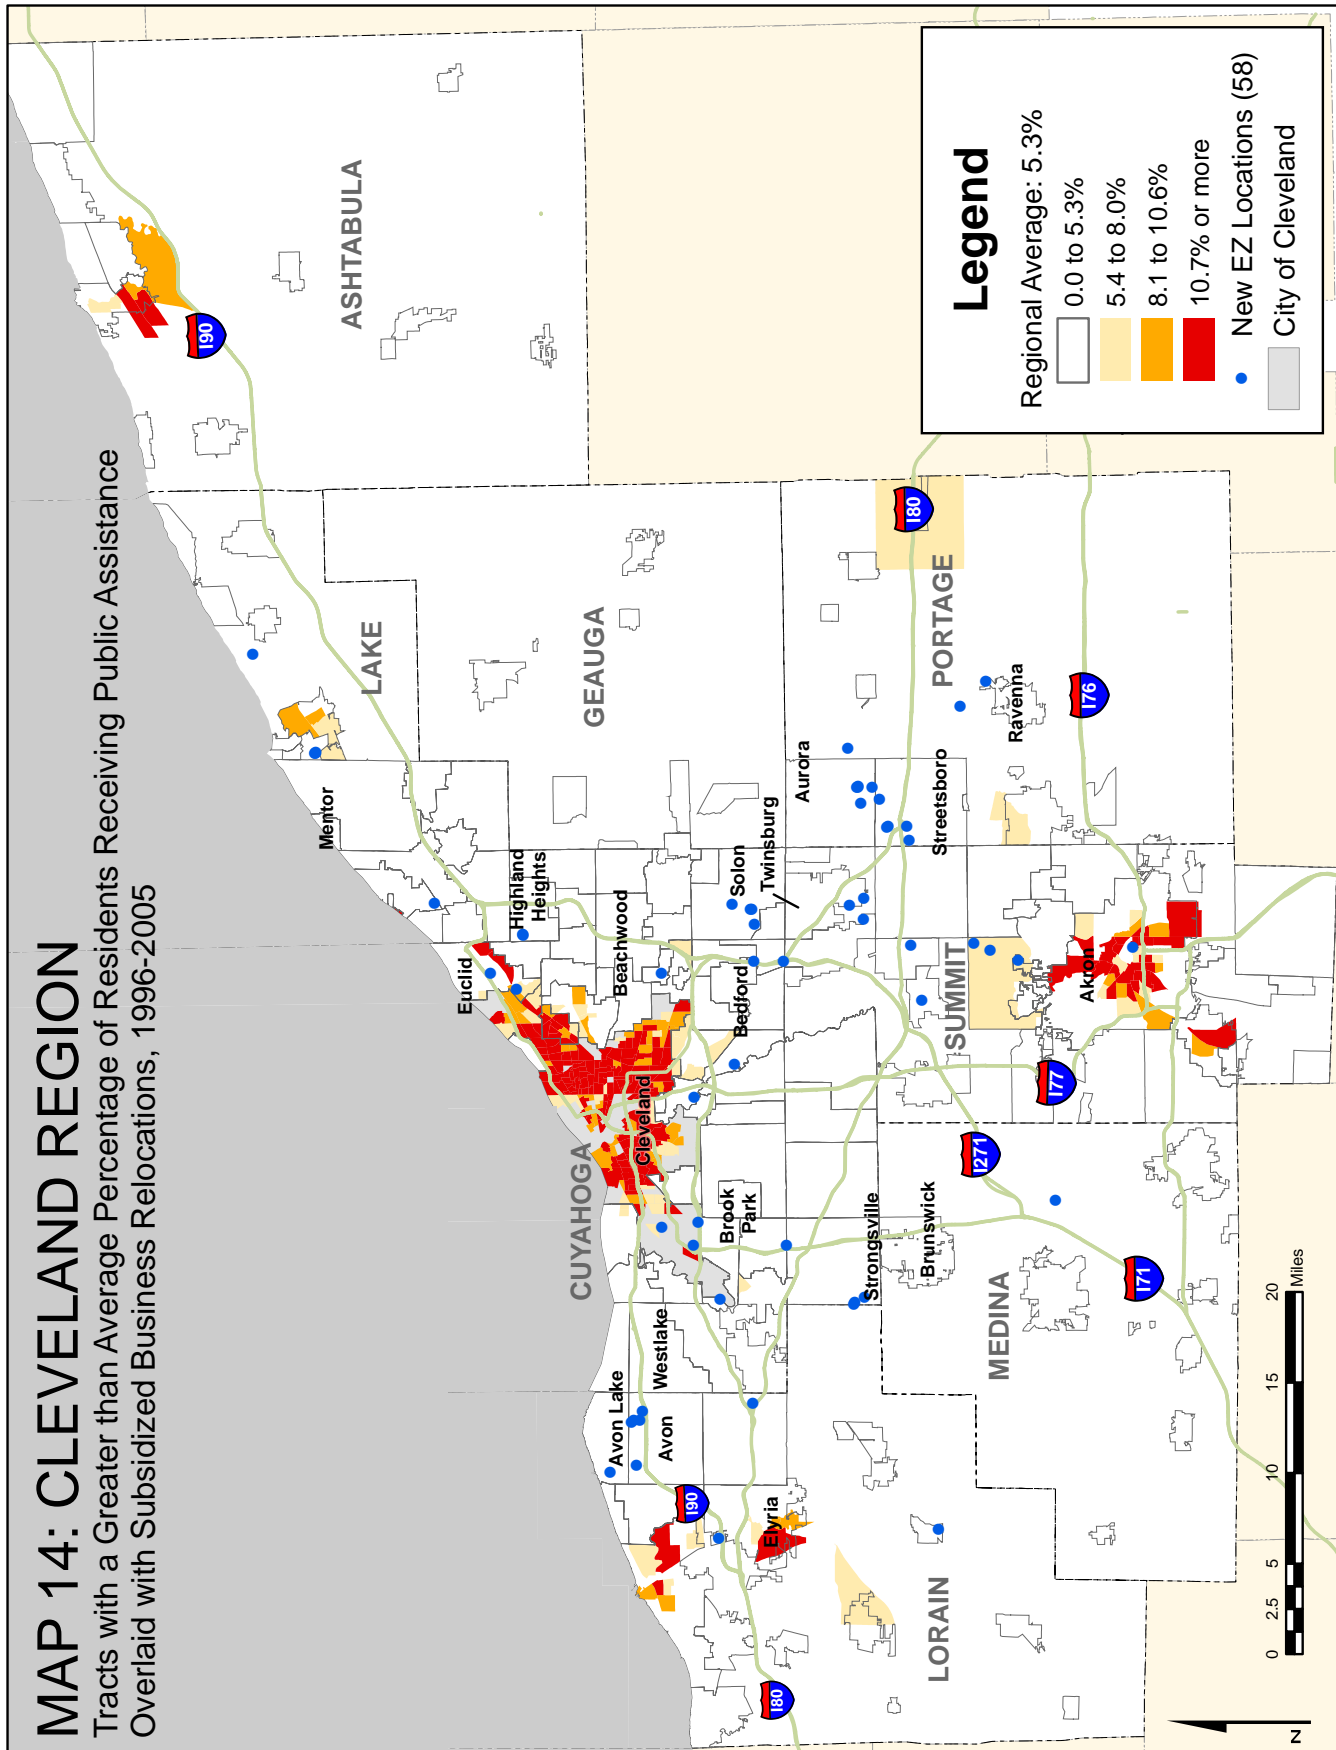 MAP 14: CLEVELAND REGION
Tracts with a Greater than Average Percentage of Residents Receiving Public Assistance
Overlaid with Subsidized Business Relocations, 1996-2005
ASHTABULA
I90
LAKE
Mentor
GEAUGA
Euclid
Highland
Heights
Beachwood
CUYAHOGA
Cleveland
Solon
Twinsburg
Aurora
Bedford
Brook
Park
Avon Lake
Westlake
Avon
I90
Elyria
I80
Strongsville
Brunswick
Streetsboro
PORTAGE
I80
Ravenna
I76
SUMMIT
Akron
I77
I271
MEDINA
I71
LORAIN
Legend
Regional Average: 5.3%
0.0 to 5.3%
5.4 to 8.0%
8.1 to 10.6%
10.7% or more
New EZ Locations (58)
City of Cleveland
0 2.5 5 10 15 20
Miles
N